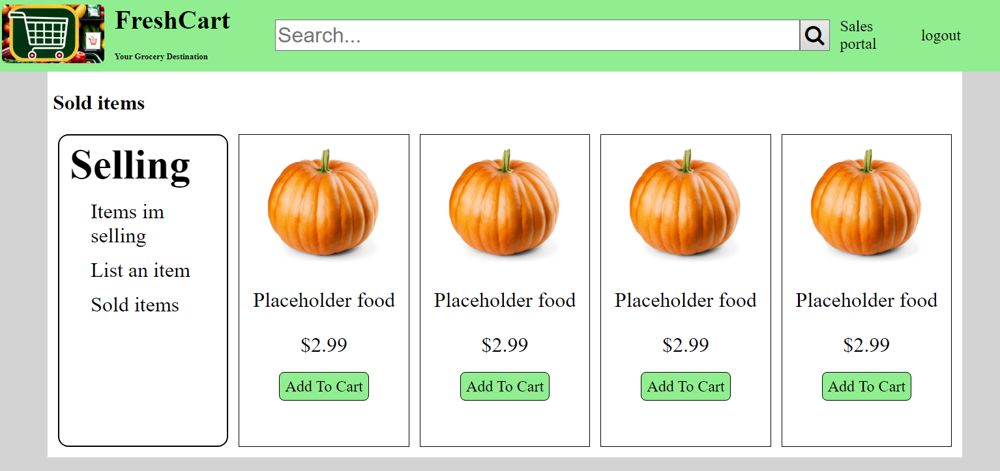 FreshCart
Your Grocery Destination
Search...
Sales
portal
logout
Sold items
Selling
Items im
selling
List an item
Sold items
Placeholder food
$2.99
Add To Cart
Placeholder food
$2.99
Add To Cart
Placeholder food
$2.99
Add To Cart
Placeholder food
$2.99
Add To Cart